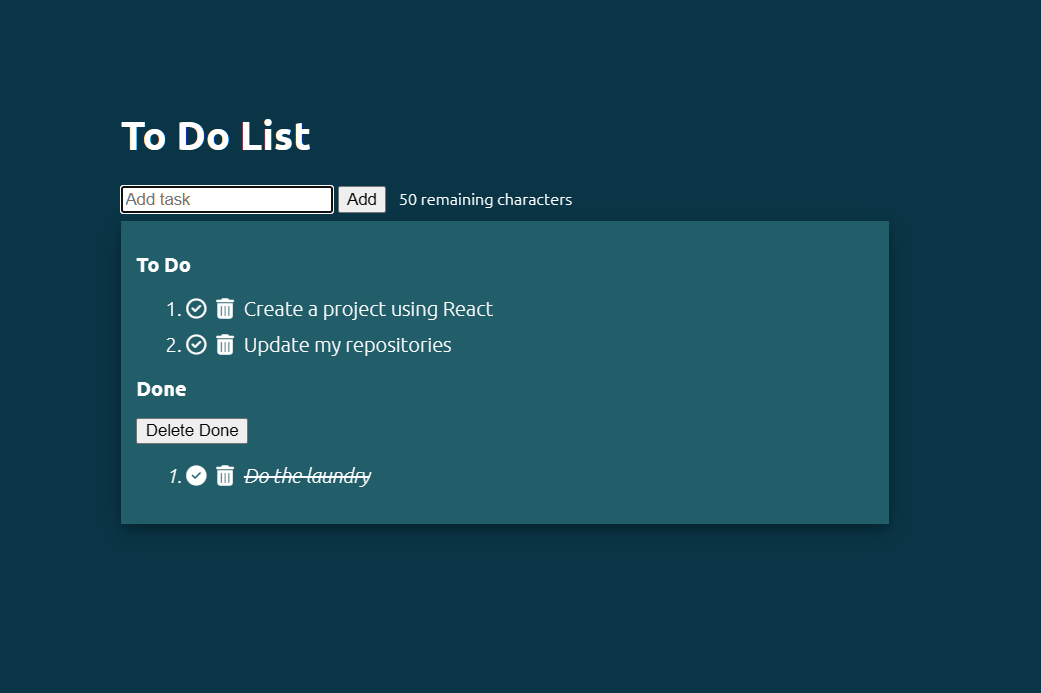 To Do List
Add task Add 50 remaining characters
To Do
1. Create a project using React
2. Update my repositories
Done
Delete Done
1. Do the laundry